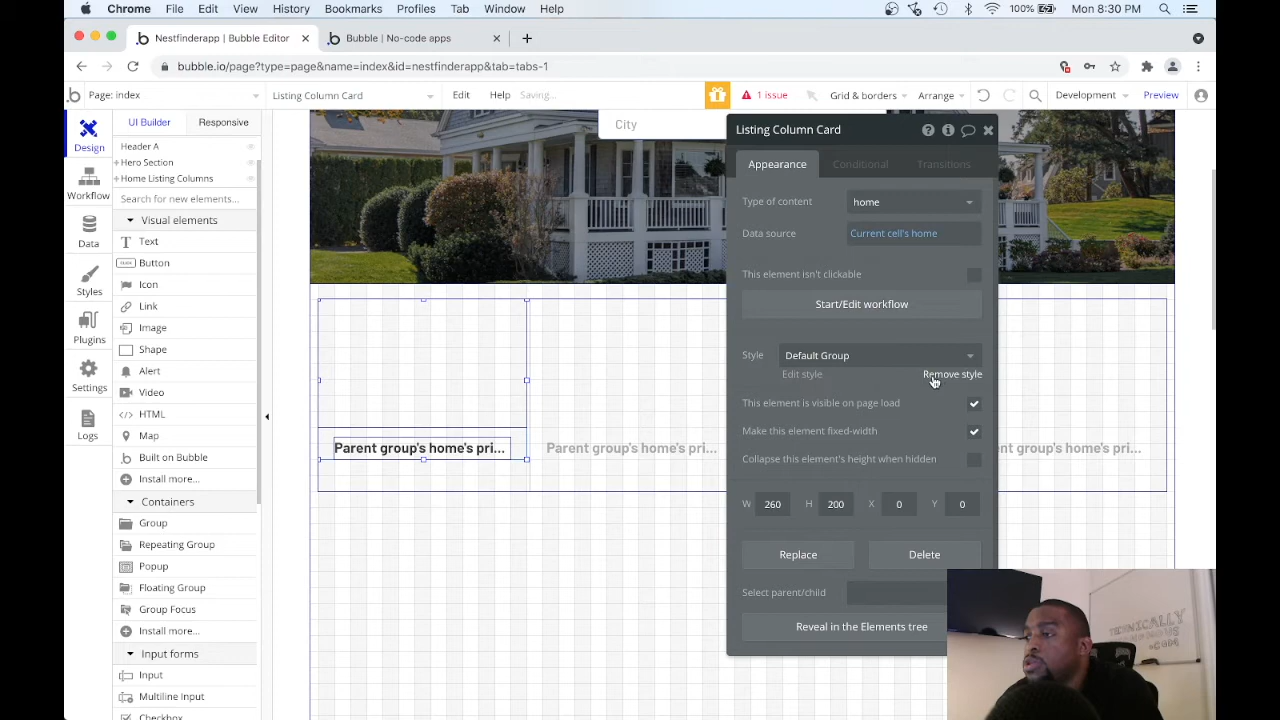 Chrome File Edit View History Bookmarks Profiles Tab Window Help 100% Mon 8:30 PM
Nestfinderapp | Bubble Editor × b Bubble | No-code apps × +
bubble.io/page?type=page&name=index&id=nestfinderapp&tab=tabs-1
b Page: index Listing Column Card Edit Help Saving... 1 issue Grid & borders Arrange Development Preview
Design
Workflow
Data
Styles
Plugins
Settings
Logs
UI Builder Responsive
Header A
Hero Section
Home Listing Columns
Search for new elements...
Visual elements
Text
Button
Icon
Link
Image
Shape
Alert
Video
HTML
Map
Built on Bubble
Install more...
Containers
Group
Repeating Group
Popup
Floating Group
Group Focus
Install more...
Input forms
Input
Multiline Input
Checkbox
City
Parent group's home's pri...
Parent group's home's pri...
group's home's pri...
Listing Column Card
Appearance Conditional Transitions
Type of content home
Data source Current cell's home
This element isn't clickable
Start/Edit workflow
Style Default Group
Edit style Remove style
This element is visible on page load
Make this element fixed-width
Collapse this element's height when hidden
W 260 H 200 X 0 Y 0
Replace Delete
Select parent/child
Reveal in the Elements tree
TECHNICALLY
.COM